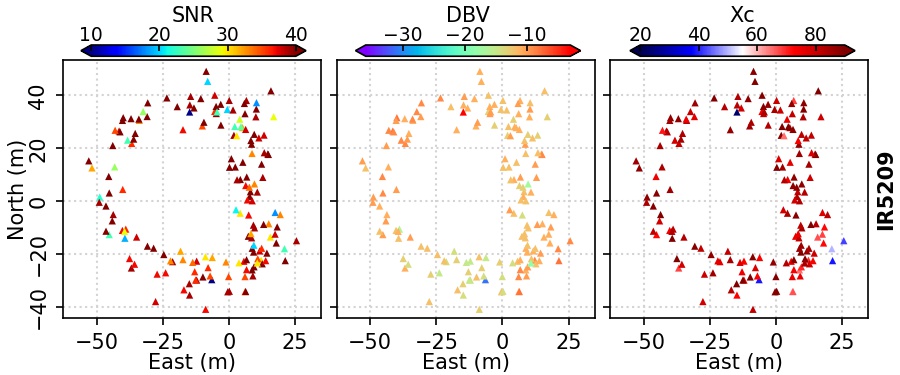 SNR DBV Xc
10 20 30 40 −30 −20 −10 20 40 60 80
North (m)
40
20
0
−20
−40
−50 −25 0 25 −50 −25 0 25 −50 −25 0 25
East (m) East (m) East (m)
IR5209